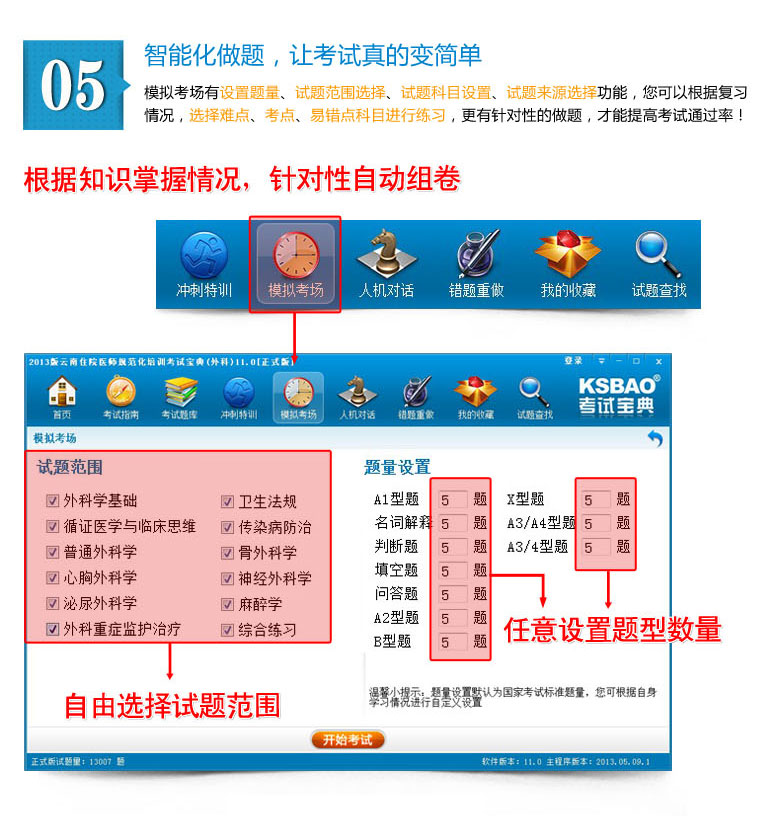 05
智能化做题，让考试真的变简单
模拟考场有设置题量、试题范围选择、试题科目设置、试题来源选择功能，您可以根据复习
情况，选择难点、考点、易错点科目进行练习，更有针对性的做题，才能提高考试通过率！
根据知识掌握情况，针对性自动组卷
冲刺特训 模拟考场 人机对话 错题重做 我的收藏 试题查找
2013版云南住院医师规范化培训考试宝典(外科)11.0[正式版] 登录
首页 考试指南 考试题库 冲刺特训 模拟考场 人机对话 错题重做 我的收藏 试题查找
KSBAO®
考试宝典
模拟考场
试题范围
外科学基础 卫生法规
循证医学与临床思维 传染病防治
普通外科学 骨外科学
心胸外科学 神经外科学
泌尿外科学 麻醉学
外科重症监护治疗 综合练习
自由选择试题范围
题量设置
A1型题 5 题 X型题 5 题
名词解释 5 题 A3/A4型题 5 题
判断题 5 题 A3/4型题 5 题
填空题 5 题
问答题 5 题
A2型题 5 题
B型题 5 题
任意设置题型数量
温馨小提示：题量设置默认为国家考试标准题量，您可根据自身
学习情况进行自定义设置
开始考试
正式版试题量：13007 题 软件版本：11.0 主程序版本：2013.05.09.1